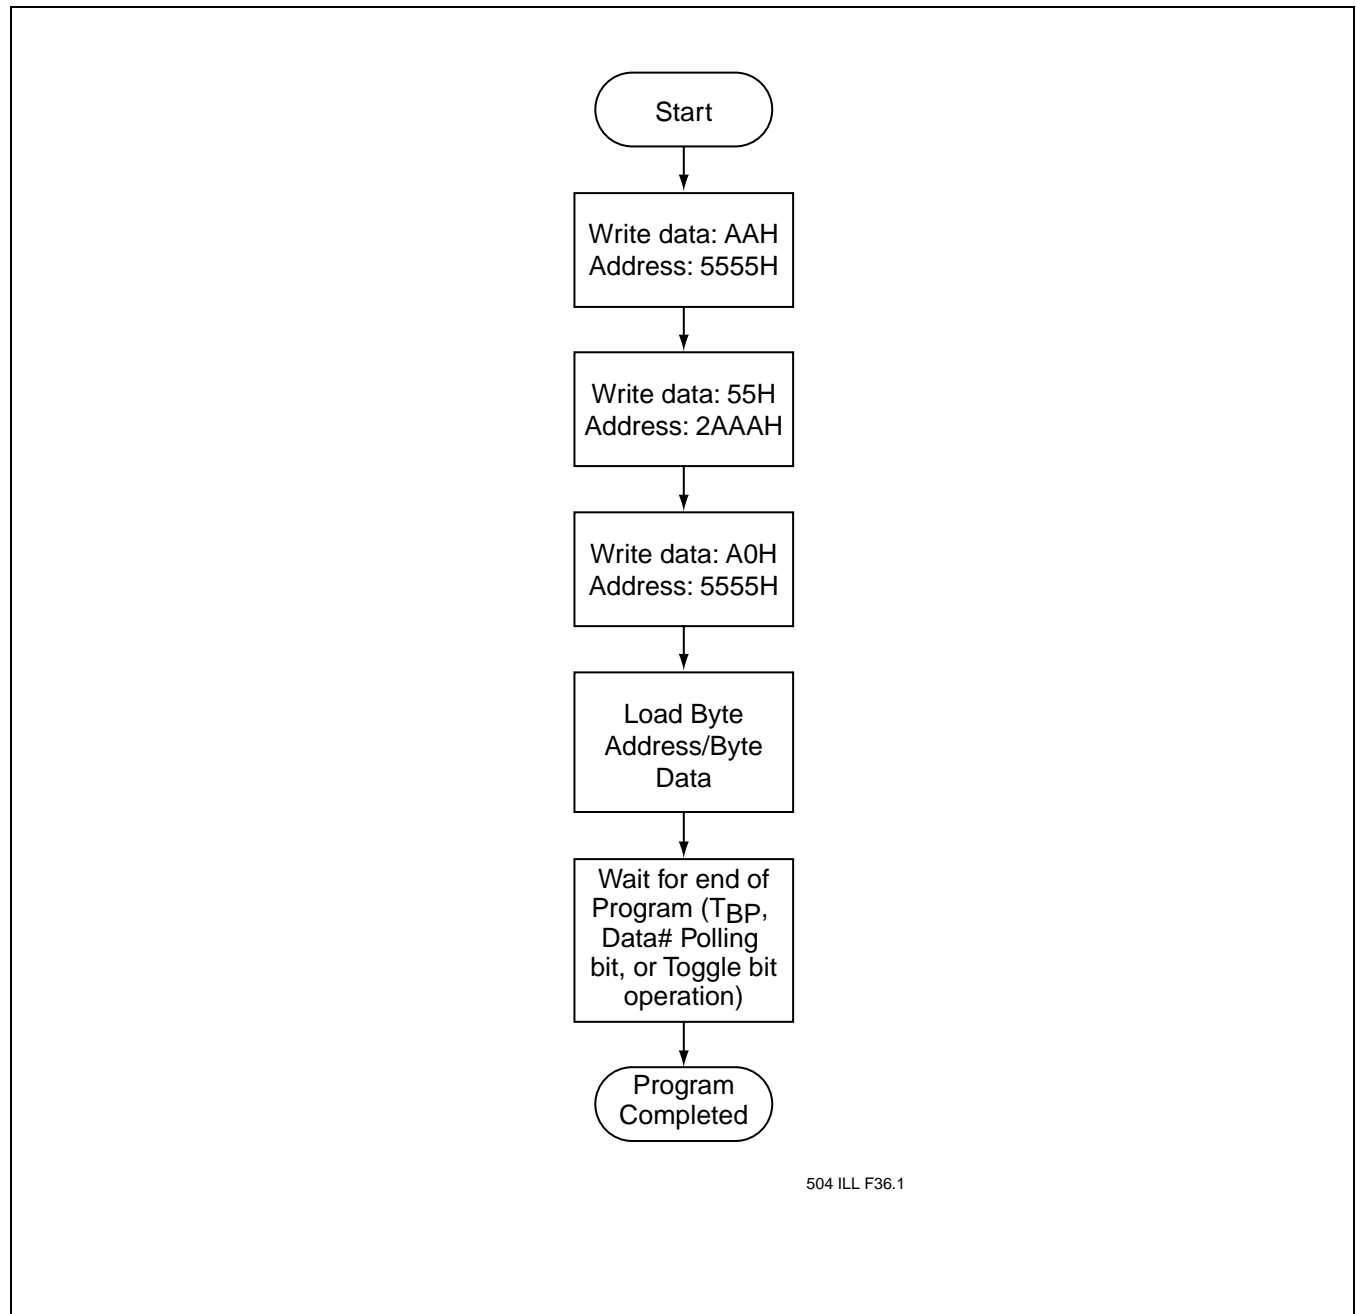 Start
Write data: AAH
Address: 5555H
Write data: 55H
Address: 2AAAH
Write data: A0H
Address: 5555H
Load Byte
Address/Byte
Data
Wait for end of
Program (TBP,
Data# Polling
bit, or Toggle bit
operation)
Program
Completed
504 ILL F36.1